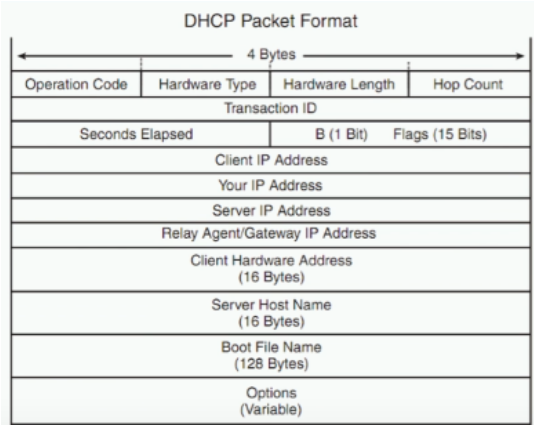 DHCP Packet Format
4 Bytes
Operation Code Hardware Type Hardware Length Hop Count
Transaction ID
Seconds Elapsed B (1 Bit) Flags (15 Bits)
Client IP Address
Your IP Address
Server IP Address
Relay Agent/Gateway IP Address
Client Hardware Address
(16 Bytes)
Server Host Name
(16 Bytes)
Boot File Name
(128 Bytes)
Options
(Variable)